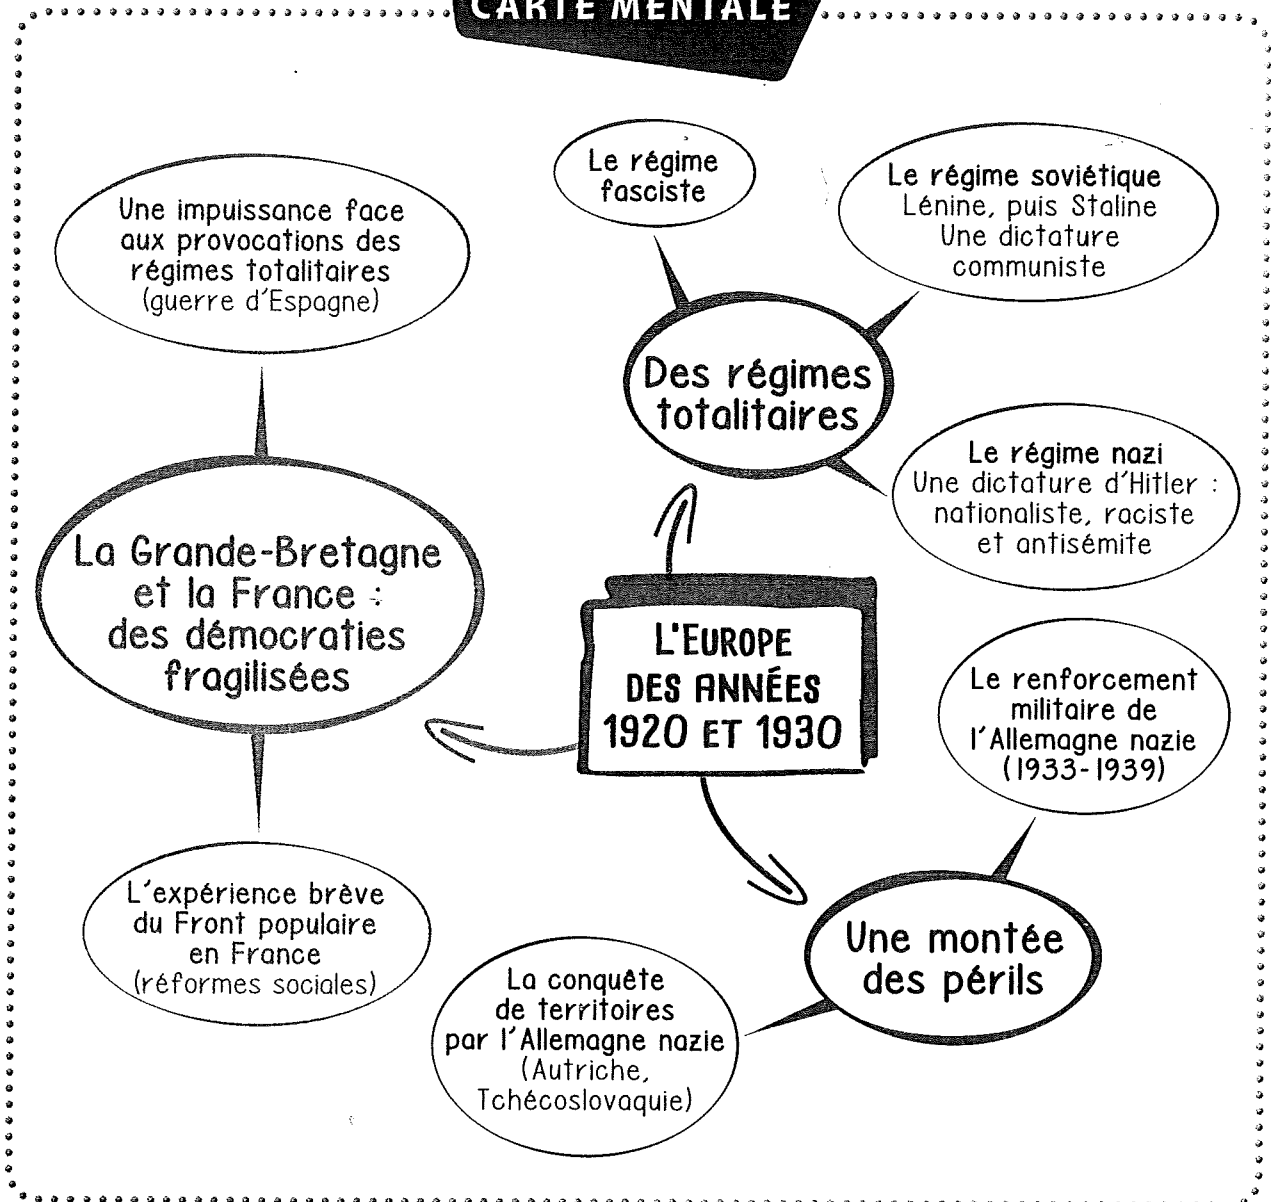 CARTE MENTALE
Une impuissance face
aux provocations des
régimes totalitaires
(guerre d'Espagne)
Le régime
fasciste
Le régime soviétique
Lénine, puis Staline
Une dictature
communiste
Des régimes
totalitaires
Le régime nazi
Une dictature d'Hitler :
nationaliste, raciste
et antisémite
La Grande-Bretagne
et la France :
des démocraties
fragilisées
L'EUROPE
DES ANNÉES
1920 ET 1930
Le renforcement
militaire de
l'Allemagne nazie
(1933-1939)
L'expérience brève
du Front populaire
en France
(réformes sociales)
Une montée
des périls
La conquête
de territoires
par l'Allemagne nazie
(Autriche,
Tchécoslovaquie)